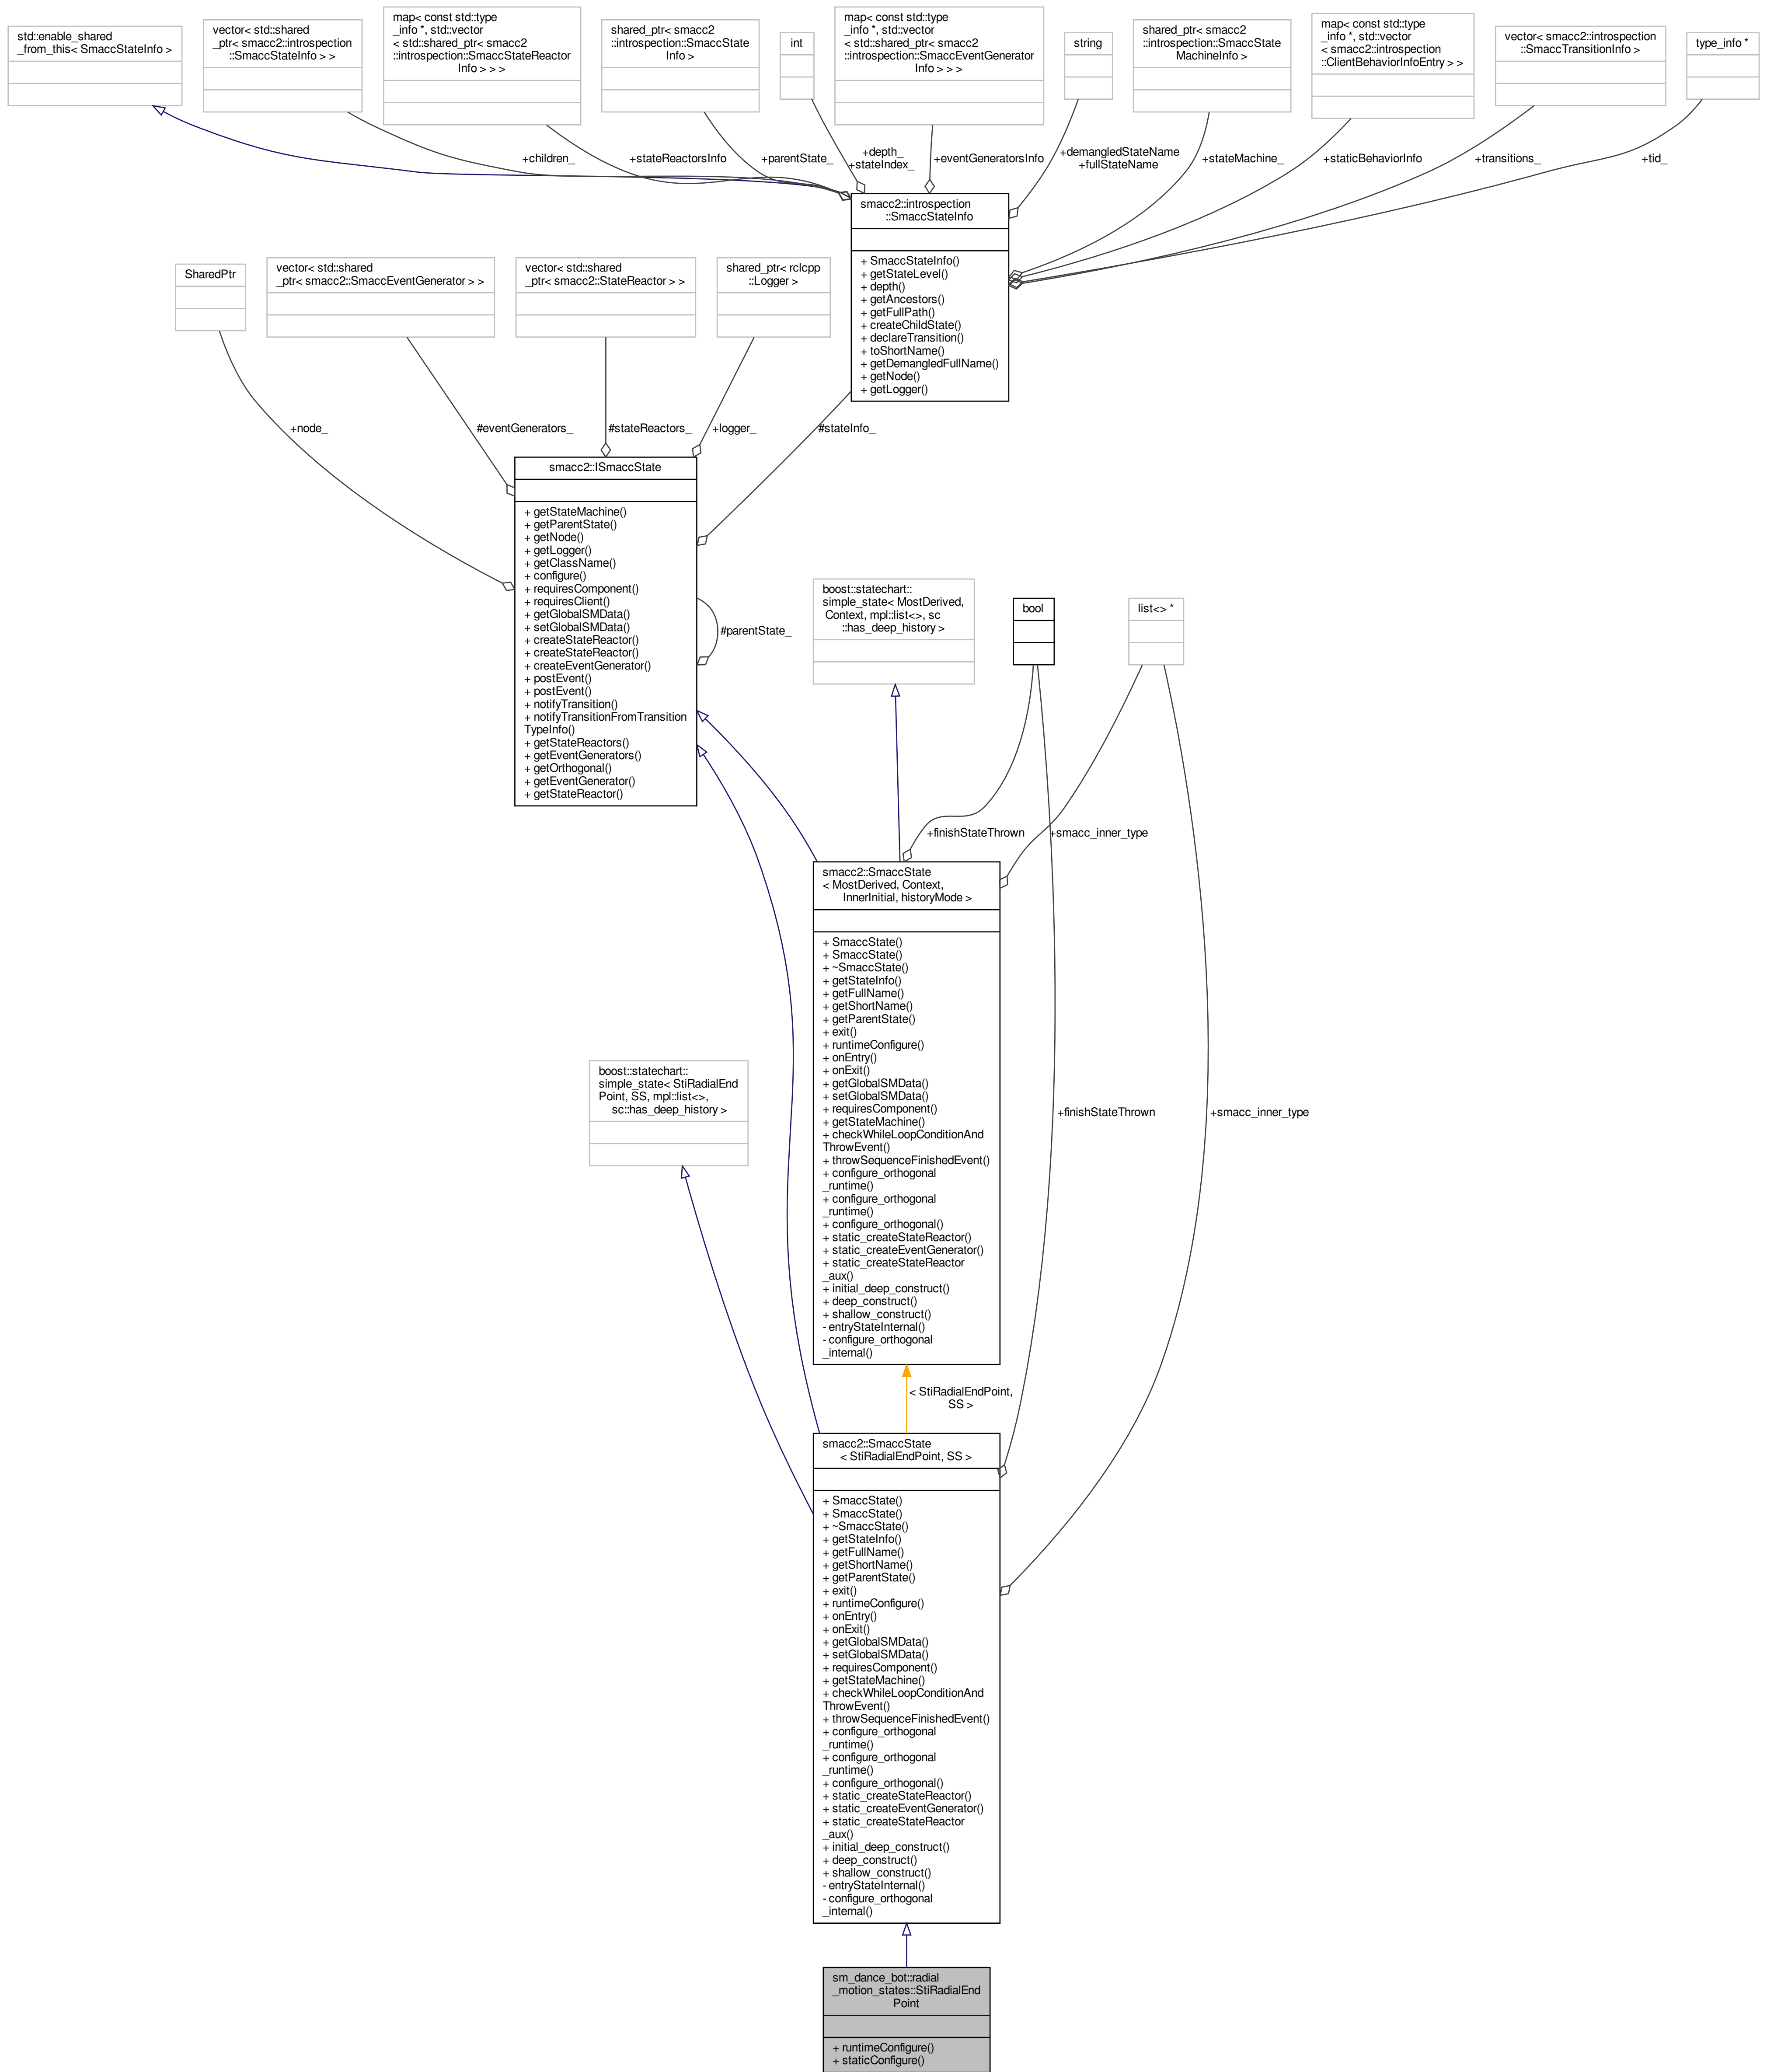 std::enable_shared
_from_this< SmaccStateInfo >
vector< std::shared
_ptr< smacc2::introspection
::SmaccStateInfo > >
map< const std::type
_info *, std::vector
< std::shared_ptr< smacc2
::introspection::SmaccStateReactor
Info > > >
shared_ptr< smacc2
::introspection::SmaccState
Info >
int
map< const std::type
_info *, std::vector
< std::shared_ptr< smacc2
::introspection::SmaccEventGenerator
Info > > >
string
shared_ptr< smacc2
::introspection::SmaccState
MachineInfo >
map< const std::type
_info *, std::vector
< smacc2::introspection
::ClientBehaviorInfoEntry > >
vector< smacc2::introspection
::SmaccTransitionInfo >
type_info *
+children_
+stateReactorsInfo
+parentState_
+depth_
+stateIndex_
+eventGeneratorsInfo
+demangledStateName
+fullStateName
+stateMachine_
+staticBehaviorInfo
+transitions_
+tid_
smacc2::introspection
::SmaccStateInfo
+ SmaccStateInfo()
+ getStateLevel()
+ depth()
+ getAncestors()
+ getFullPath()
+ createChildState()
+ declareTransition()
+ toShortName()
+ getDemangledFullName()
+ getNode()
+ getLogger()
SharedPtr
vector< std::shared
_ptr< smacc2::SmaccEventGenerator > >
vector< std::shared
_ptr< smacc2::StateReactor > >
shared_ptr< rclcpp
::Logger >
+node_
#eventGenerators_
#stateReactors_
+logger_
#stateInfo_
smacc2::ISmaccState
+ getStateMachine()
+ getParentState()
+ getNode()
+ getLogger()
+ getClassName()
+ configure()
+ requiresComponent()
+ requiresClient()
+ getGlobalSMData()
+ setGlobalSMData()
+ createStateReactor()
+ createStateReactor()
+ createEventGenerator()
+ postEvent()
+ postEvent()
+ notifyTransition()
+ notifyTransitionFromTransition
TypeInfo()
+ getStateReactors()
+ getEventGenerators()
+ getOrthogonal()
+ getEventGenerator()
+ getStateReactor()
#parentState_
boost::statechart::
simple_state< MostDerived,
Context, mpl::list<>, sc
::has_deep_history >
bool
list<> *
+finishStateThrown
+smacc_inner_type
smacc2::SmaccState
< MostDerived, Context,
InnerInitial, historyMode >
+ SmaccState()
+ SmaccState()
+ ~SmaccState()
+ getStateInfo()
+ getFullName()
+ getShortName()
+ getParentState()
+ exit()
+ runtimeConfigure()
+ onEntry()
+ onExit()
+ getGlobalSMData()
+ setGlobalSMData()
+ requiresComponent()
+ getStateMachine()
+ checkWhileLoopConditionAnd
ThrowEvent()
+ throwSequenceFinishedEvent()
+ configure_orthogonal
_runtime()
+ configure_orthogonal
_runtime()
+ configure_orthogonal()
+ static_createStateReactor()
+ static_createEventGenerator()
+ static_createStateReactor
_aux()
+ initial_deep_construct()
+ deep_construct()
+ shallow_construct()
- entryStateInternal()
- configure_orthogonal
_internal()
boost::statechart::
simple_state< StiRadialEnd
Point, SS, mpl::list<>,
sc::has_deep_history >
+finishStateThrown
+smacc_inner_type
< StiRadialEndPoint,
SS >
smacc2::SmaccState
< StiRadialEndPoint, SS >
+ SmaccState()
+ SmaccState()
+ ~SmaccState()
+ getStateInfo()
+ getFullName()
+ getShortName()
+ getParentState()
+ exit()
+ runtimeConfigure()
+ onEntry()
+ onExit()
+ getGlobalSMData()
+ setGlobalSMData()
+ requiresComponent()
+ getStateMachine()
+ checkWhileLoopConditionAnd
ThrowEvent()
+ throwSequenceFinishedEvent()
+ configure_orthogonal
_runtime()
+ configure_orthogonal
_runtime()
+ configure_orthogonal()
+ static_createStateReactor()
+ static_createEventGenerator()
+ static_createStateReactor
_aux()
+ initial_deep_construct()
+ deep_construct()
+ shallow_construct()
- entryStateInternal()
- configure_orthogonal
_internal()
sm_dance_bot::radial
_motion_states::StiRadialEnd
Point
+ runtimeConfigure()
+ staticConfigure()